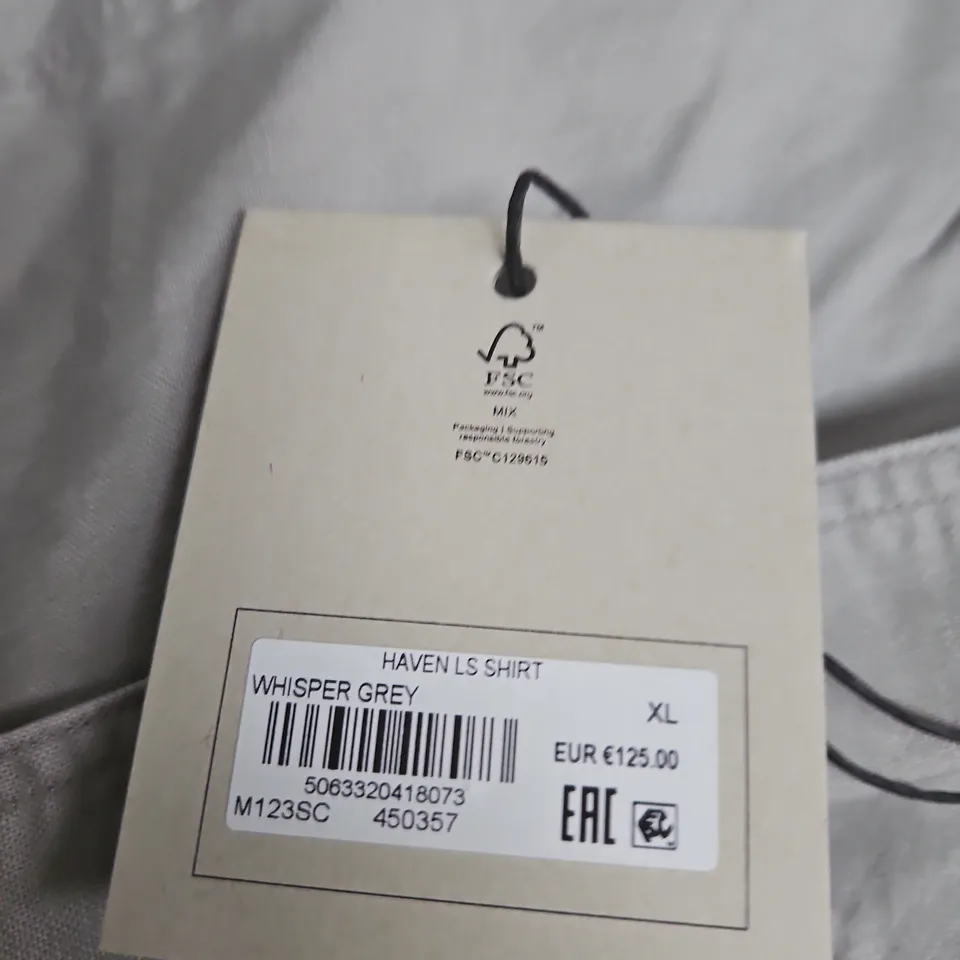 FSC™
www.fsc.org
MIX
Packaging | Supporting
responsible forestry
FSC™ C129615
HAVEN LS SHIRT
WHISPER GREY
XL
EUR €125.00
5063320418073
M123SC 450357
EAC